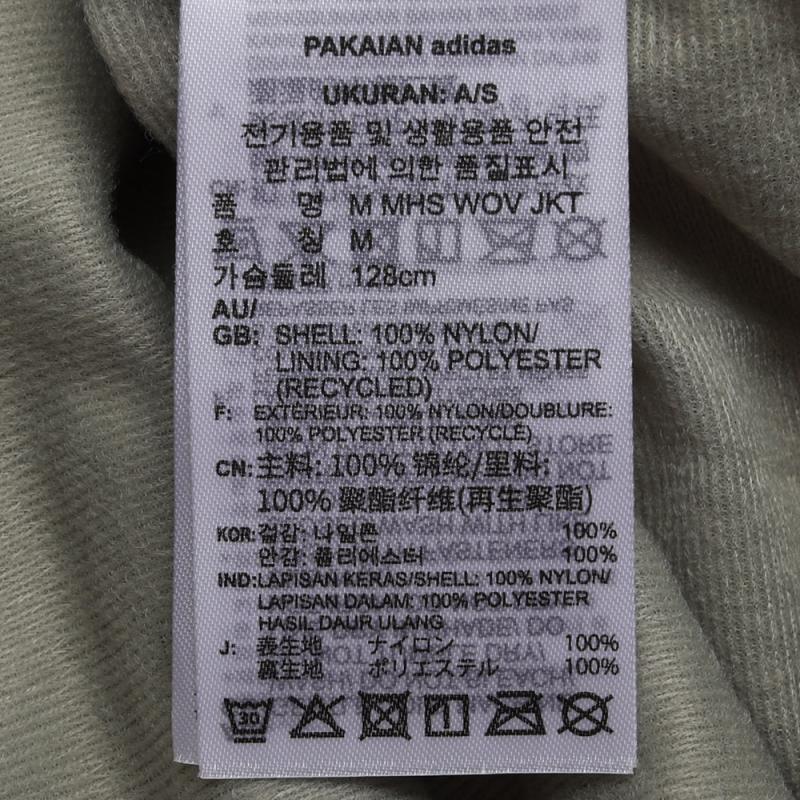 PAKAIAN adidas
UKURAN: A/S
전기용품 및 생활용품 안전
관리법에 의한 품질표시
품 명 M MHS WOV JKT
호 칭 M
가슴둘레 128cm
AU/
GB: SHELL: 100% NYLON/
LINING: 100% POLYESTER
(RECYCLED)
F: EXTÉRIEUR: 100% NYLON/DOUBLURE:
100% POLYESTER (RECYCLÉ)
CN: 主料: 100% 锦纶/里料:
100% 聚酯纤维(再生聚酯)
KOR: 겉감: 나일론 100%
안감: 폴리에스터 100%
IND: LAPISAN KERAS/SHELL: 100% NYLON/
LAPISAN DALAM: 100% POLYESTER
HASIL DAUR ULANG
J: 表生地 ナイロン 100%
裏生地 ポリエステル 100%
30 1